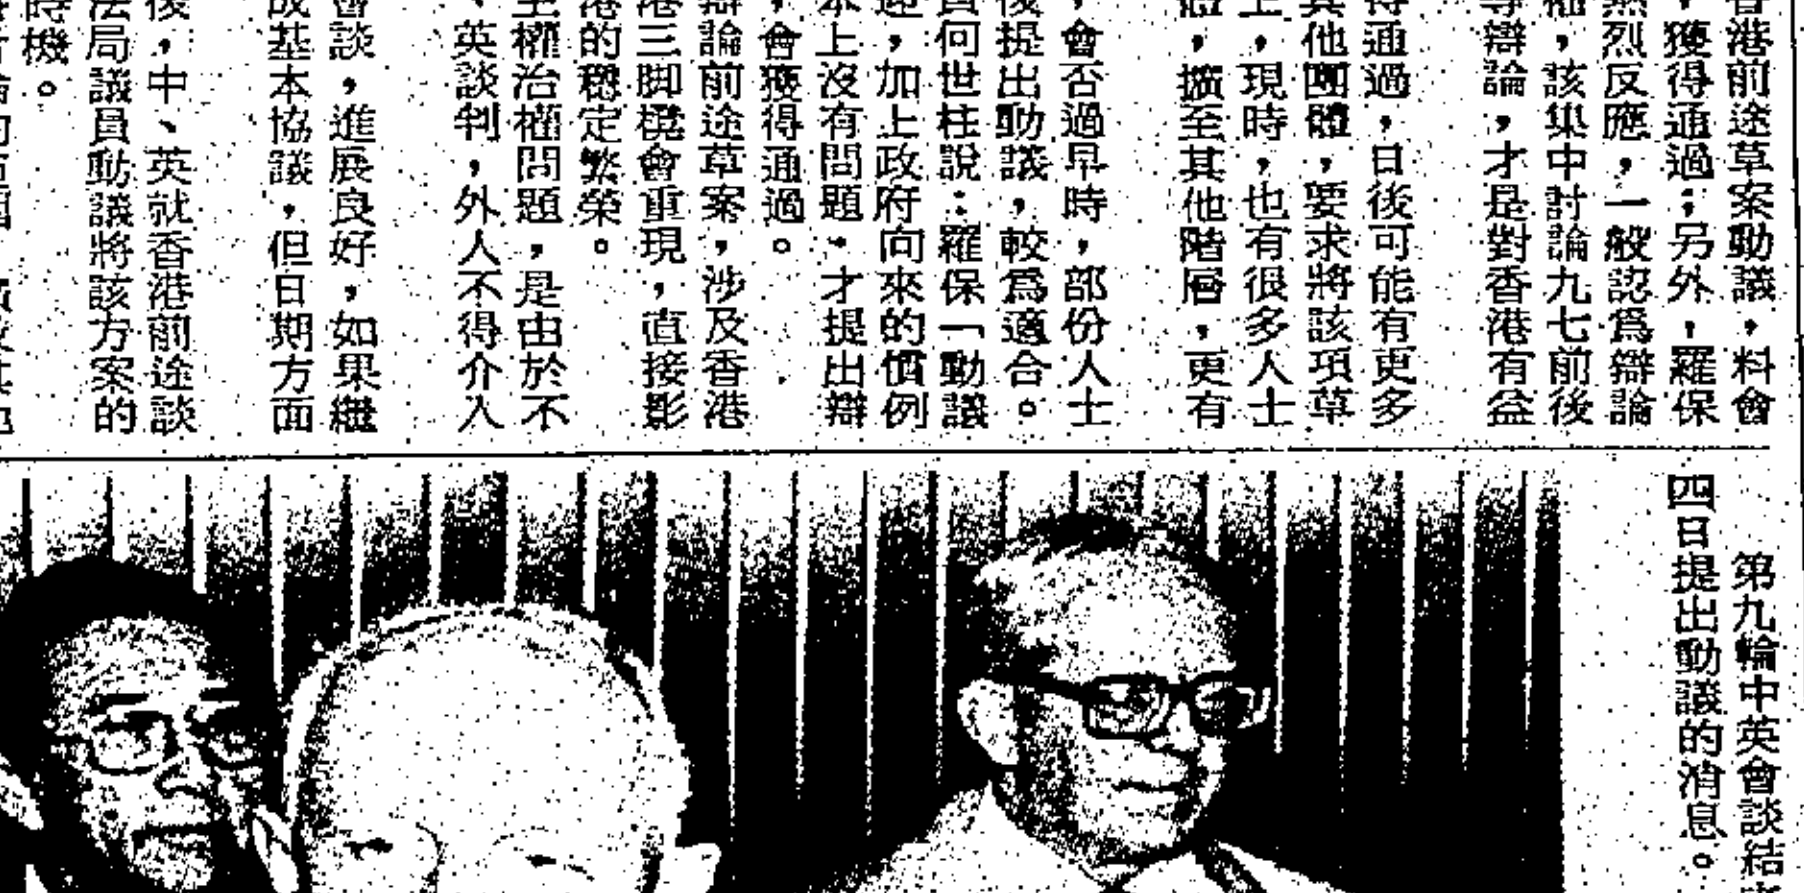 香港前途草案動議，料會
，獲得通過；另外，羅保
熱烈反應，一般認爲辯論
，該集中討論九七前後
等辯論，才是對香港有益
得通過，日後可能有更多
其他團體，要求將該項草
上，現時，也有很多人士
體，擴至其他階層，更有
，會否過早時，部份人士
後提出動議，較爲適合。
員何世柱說：羅保「動議
，加上政府向來的慣例
本上沒有問題，才提出辯
，會獲得通過。
辯論前途草案，涉及香港
港三脚櫈會重現，直接影
港的穩定繁榮。
主權治權問題，是由於不
、英談判，外人不得介入
會談，進展良好，如果繼
成基本協議，但日期方面
後，中、英就香港前途談
法局議員動議將該方案的
時機。
第九輪中英會談結
四日提出動議的消息。